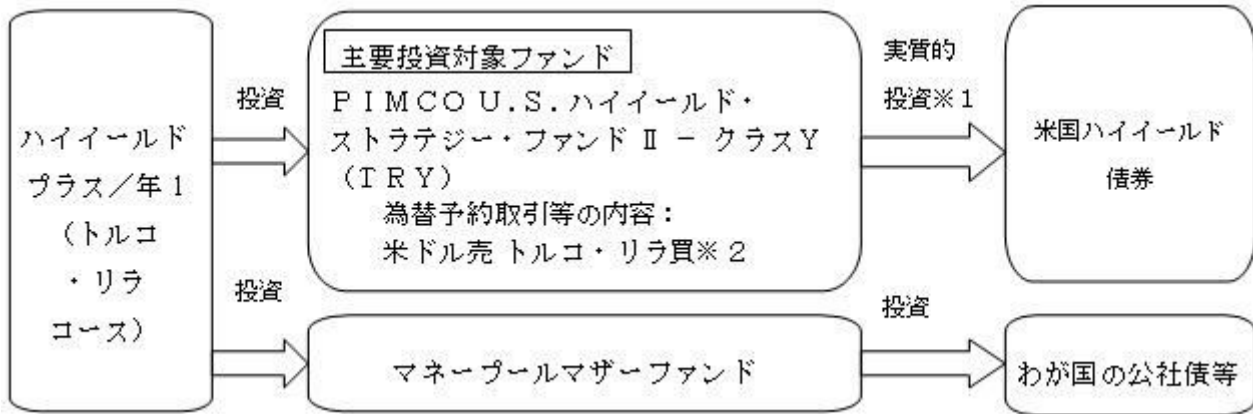 ハイイールド
プラス／年１
（トルコ
・リラ
コース）
投資
投資
主要投資対象ファンド
ＰＩＭＣＯ U.S.ハイイールド・
ストラテジー・ファンド Ⅱ － クラスＹ
（ＴＲＹ）
為替予約取引等の内容：
米ドル売 トルコ・リラ買※２
マネープールマザーファンド
実質的
投資※１
投資
米国ハイイールド
債券
わが国の公社債等